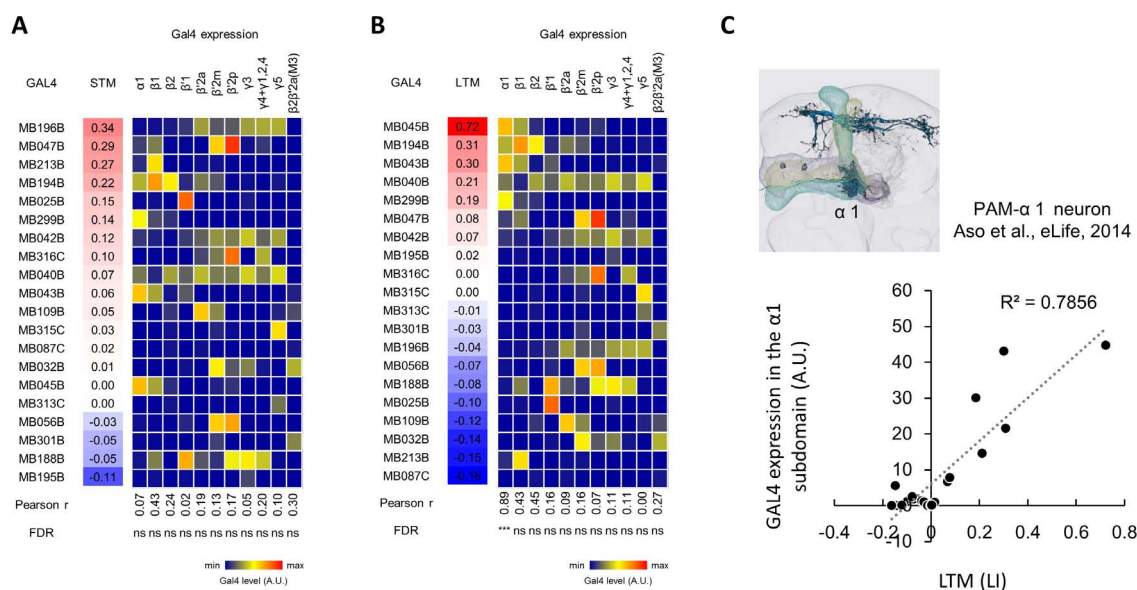 A
Gal4 expression
GAL4 STM α1 β1 β2 β'1 β'2a β'2m β'2p γ3 γ4+γ1,2,4 γ5 β2β'2a(M3)
MB196B 0.34
MB047B 0.29
MB213B 0.27
MB194B 0.22
MB025B 0.15
MB299B 0.14
MB042B 0.12
MB316C 0.10
MB040B 0.07
MB043B 0.06
MB109B 0.05
MB315C 0.03
MB087C 0.02
MB032B 0.01
MB045B 0.00
MB313C 0.00
MB056B -0.03
MB301B -0.05
MB188B -0.05
MB195B -0.11
Pearson r 0.07 0.43 0.24 0.02 0.19 0.13 0.17 0.05 0.20 0.10 0.30
FDR ns ns ns ns ns ns ns ns ns ns ns
min max
Gal4 level (A.U.)
B
Gal4 expression
GAL4 LTM α1 β1 β2 β'1 β'2a β'2m β'2p γ3 γ4+γ1,2,4 γ5 β2β'2a(M3)
MB045B 0.72
MB194B 0.31
MB043B 0.30
MB040B 0.21
MB299B 0.19
MB047B 0.08
MB042B 0.07
MB195B 0.02
MB316C 0.00
MB315C 0.00
MB313C -0.01
MB301B -0.03
MB196B -0.04
MB056B -0.07
MB188B -0.08
MB025B -0.10
MB109B -0.12
MB032B -0.14
MB213B -0.15
MB087C -0.16
Pearson r 0.89 0.43 0.45 0.16 0.09 0.16 0.07 0.11 0.11 0.00 0.27
FDR *** ns ns ns ns ns ns ns ns ns ns
min max
Gal4 level (A.U.)
C
α 1
PAM-α 1 neuron
Aso et al., eLife, 2014
GAL4 expression in the α1
subdomain (A.U.)
R² = 0.7856
60
50
40
30
20
10
0
-10
-0.4 -0.2 0 0.2 0.4 0.6 0.8
LTM (LI)